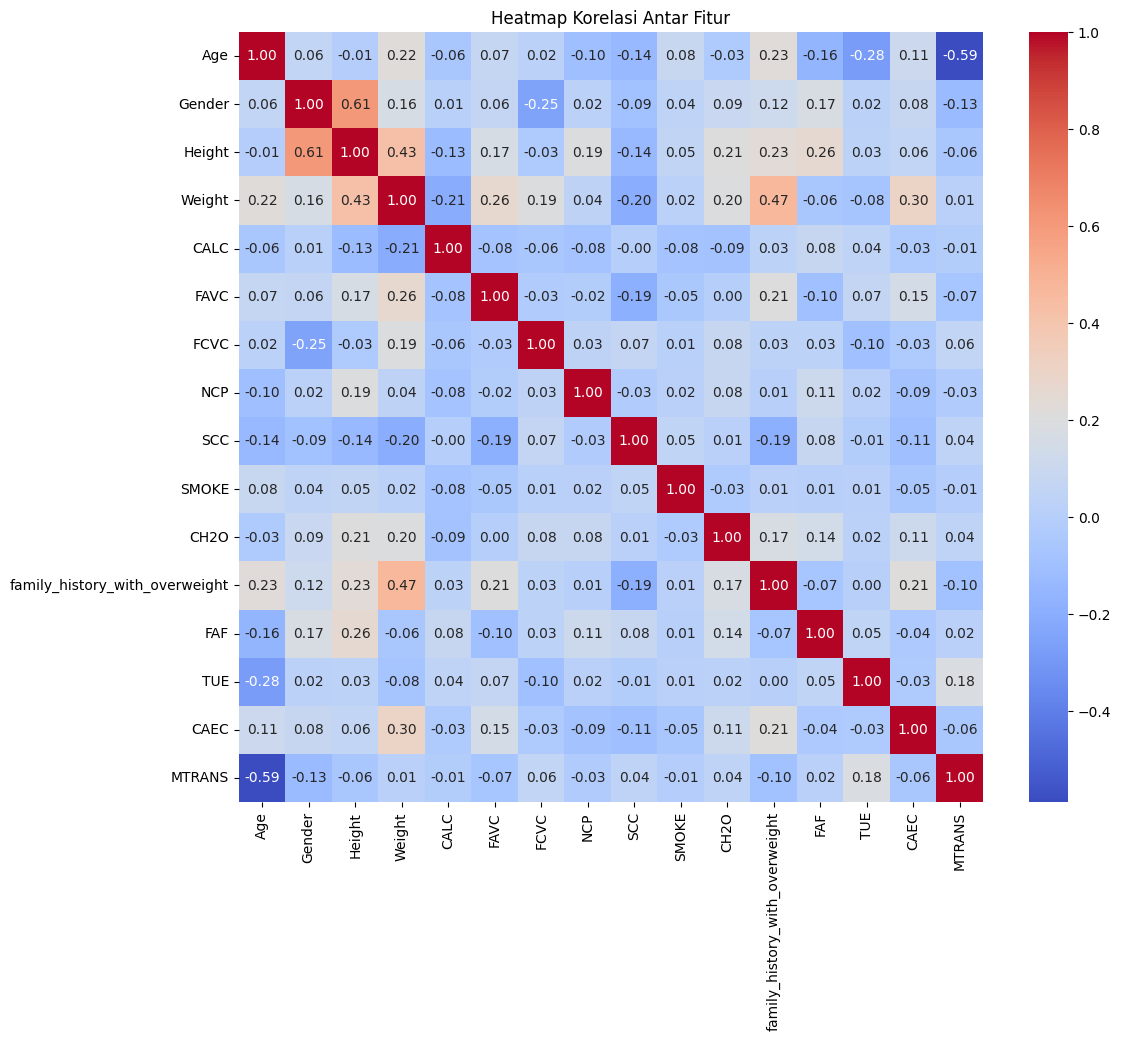 Heatmap Korelasi Antar Fitur
Age 1.00 0.06 -0.01 0.22 -0.06 0.07 0.02 -0.10 -0.14 0.08 -0.03 0.23 -0.16 -0.28 0.11 -0.59
Gender 0.06 1.00 0.61 0.16 0.01 0.06 -0.25 0.02 -0.09 0.04 0.09 0.12 0.17 0.02 0.08 -0.13
Height -0.01 0.61 1.00 0.43 -0.13 0.17 -0.03 0.19 -0.14 0.05 0.21 0.23 0.26 0.03 0.06 -0.06
Weight 0.22 0.16 0.43 1.00 -0.21 0.26 0.19 0.04 -0.20 0.02 0.20 0.47 -0.06 -0.08 0.30 0.01
CALC -0.06 0.01 -0.13 -0.21 1.00 -0.08 -0.06 -0.08 -0.00 -0.08 -0.09 0.03 0.08 0.04 -0.03 -0.01
FAVC 0.07 0.06 0.17 0.26 -0.08 1.00 -0.03 -0.02 -0.19 -0.05 0.00 0.21 -0.10 0.07 0.15 -0.07
FCVC 0.02 -0.25 -0.03 0.19 -0.06 -0.03 1.00 0.03 0.07 0.01 0.08 0.03 0.03 -0.10 -0.03 0.06
NCP -0.10 0.02 0.19 0.04 -0.08 -0.02 0.03 1.00 -0.03 0.02 0.08 0.01 0.11 0.02 -0.09 -0.03
SCC -0.14 -0.09 -0.14 -0.20 -0.00 -0.19 0.07 -0.03 1.00 0.05 0.01 -0.19 0.08 -0.01 -0.11 0.04
SMOKE 0.08 0.04 0.05 0.02 -0.08 -0.05 0.01 0.02 0.05 1.00 -0.03 0.01 0.01 0.01 -0.05 -0.01
CH2O -0.03 0.09 0.21 0.20 -0.09 0.00 0.08 0.08 0.01 -0.03 1.00 0.17 0.14 0.02 0.11 0.04
family_history_with_overweight 0.23 0.12 0.23 0.47 0.03 0.21 0.03 0.01 -0.19 0.01 0.17 1.00 -0.07 0.00 0.21 -0.10
FAF -0.16 0.17 0.26 -0.06 0.08 -0.10 0.03 0.11 0.08 0.01 0.14 -0.07 1.00 0.05 -0.04 0.02
TUE -0.28 0.02 0.03 -0.08 0.04 0.07 -0.10 0.02 -0.01 0.01 0.02 0.00 0.05 1.00 -0.03 0.18
CAEC 0.11 0.08 0.06 0.30 -0.03 0.15 -0.03 -0.09 -0.11 -0.05 0.11 0.21 -0.04 -0.03 1.00 -0.06
MTRANS -0.59 -0.13 -0.06 0.01 -0.01 -0.07 0.06 -0.03 0.04 -0.01 0.04 -0.10 0.02 0.18 -0.06 1.00
Age Gender Height Weight CALC FAVC FCVC NCP SCC SMOKE CH2O family_history_with_overweight FAF TUE CAEC MTRANS
1.0
0.8
0.6
0.4
0.2
0.0
−0.2
−0.4